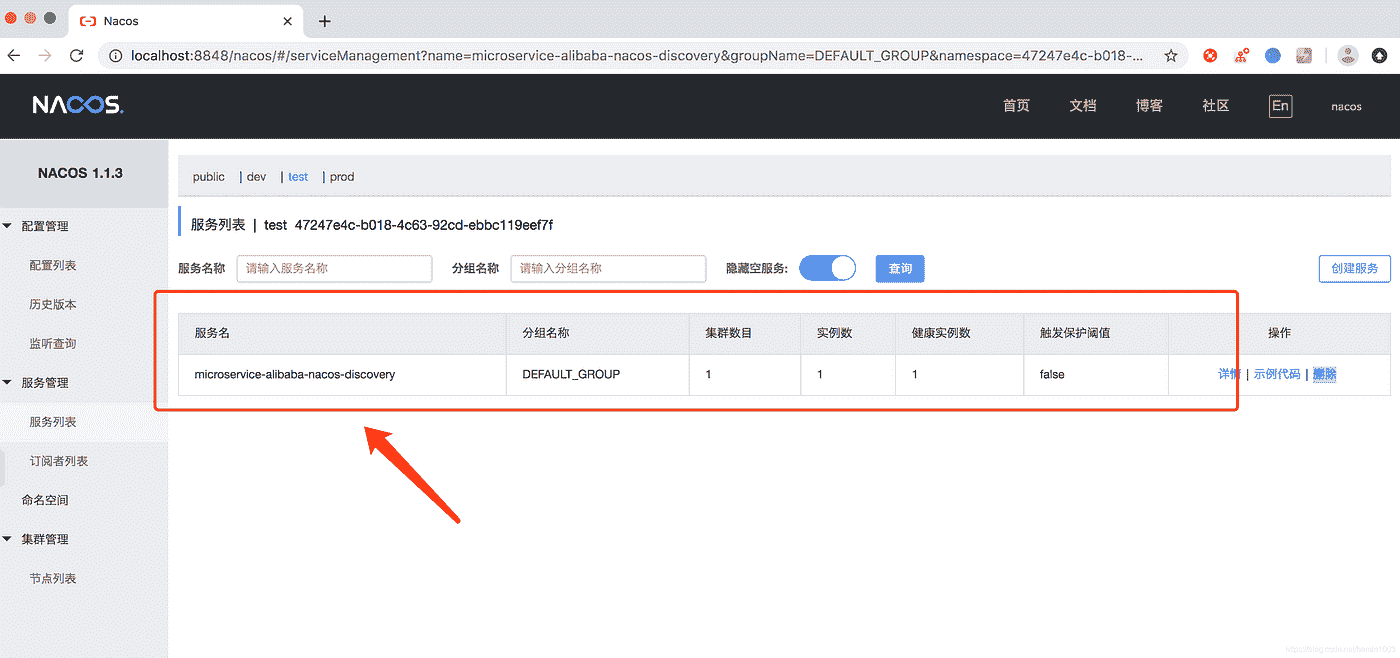 Nacos
localhost:8848/nacos/#/serviceManagement?name=microservice-alibaba-nacos-discovery&groupName=DEFAULT_GROUP&namespace=47247e4c-b018-...
NACOS. 首页 文档 博客 社区 En nacos
NACOS 1.1.3
public | dev | test | prod
服务列表 | test 47247e4c-b018-4c63-92cd-ebbc119eef7f
配置管理
配置列表
历史版本
监听查询
服务管理
服务列表
订阅者列表
命名空间
集群管理
节点列表
服务名称 请输入服务名称 分组名称 请输入分组名称 隐藏空服务: 查询 创建服务
服务名 分组名称 集群数目 实例数 健康实例数 触发保护阈值 操作
microservice-alibaba-nacos-discovery DEFAULT_GROUP 1 1 1 false 详情 | 示例代码 | 删除